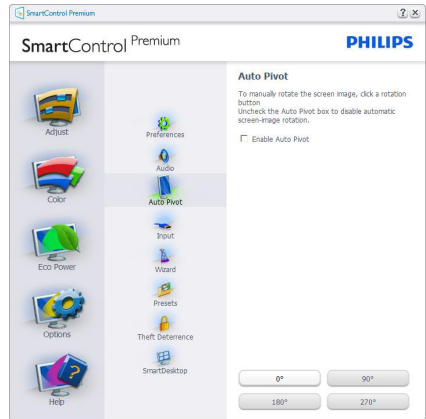 SmartControl Premium
SmartControl Premium
PHILIPS
Adjust
Color
Eco Power
Options
Help
Preferences
Audio
Auto Pivot
Input
Wizard
Presets
Theft Deterrence
SmartDesktop
Auto Pivot
To manually rotate the screen image, click a rotation
button
Uncheck the Auto Pivot box to disable automatic
screen-image rotation.
Enable Auto Pivot
0°
90°
180°
270°